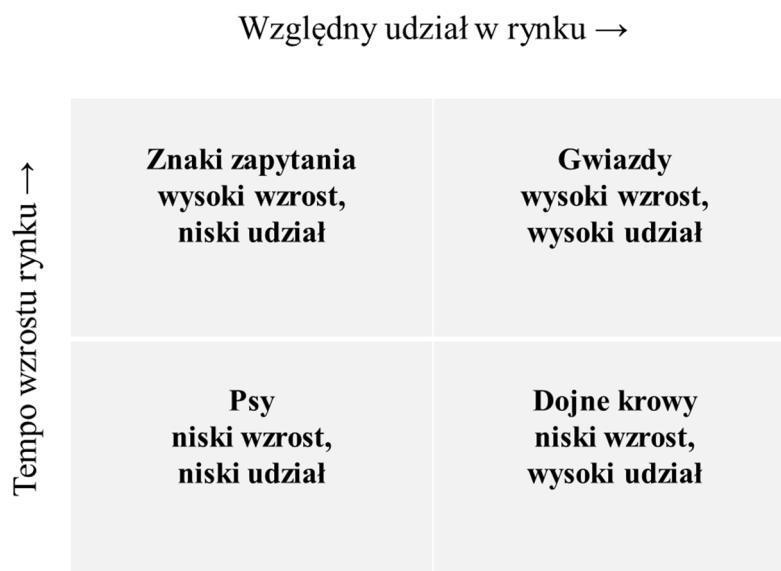 Względny udział w rynku →
Tempo wzrostu rynku →
Znaki zapytania
wysoki wzrost,
niski udział
Gwiazdy
wysoki wzrost,
wysoki udział
Psy
niski wzrost,
niski udział
Dojne krowy
niski wzrost,
wysoki udział